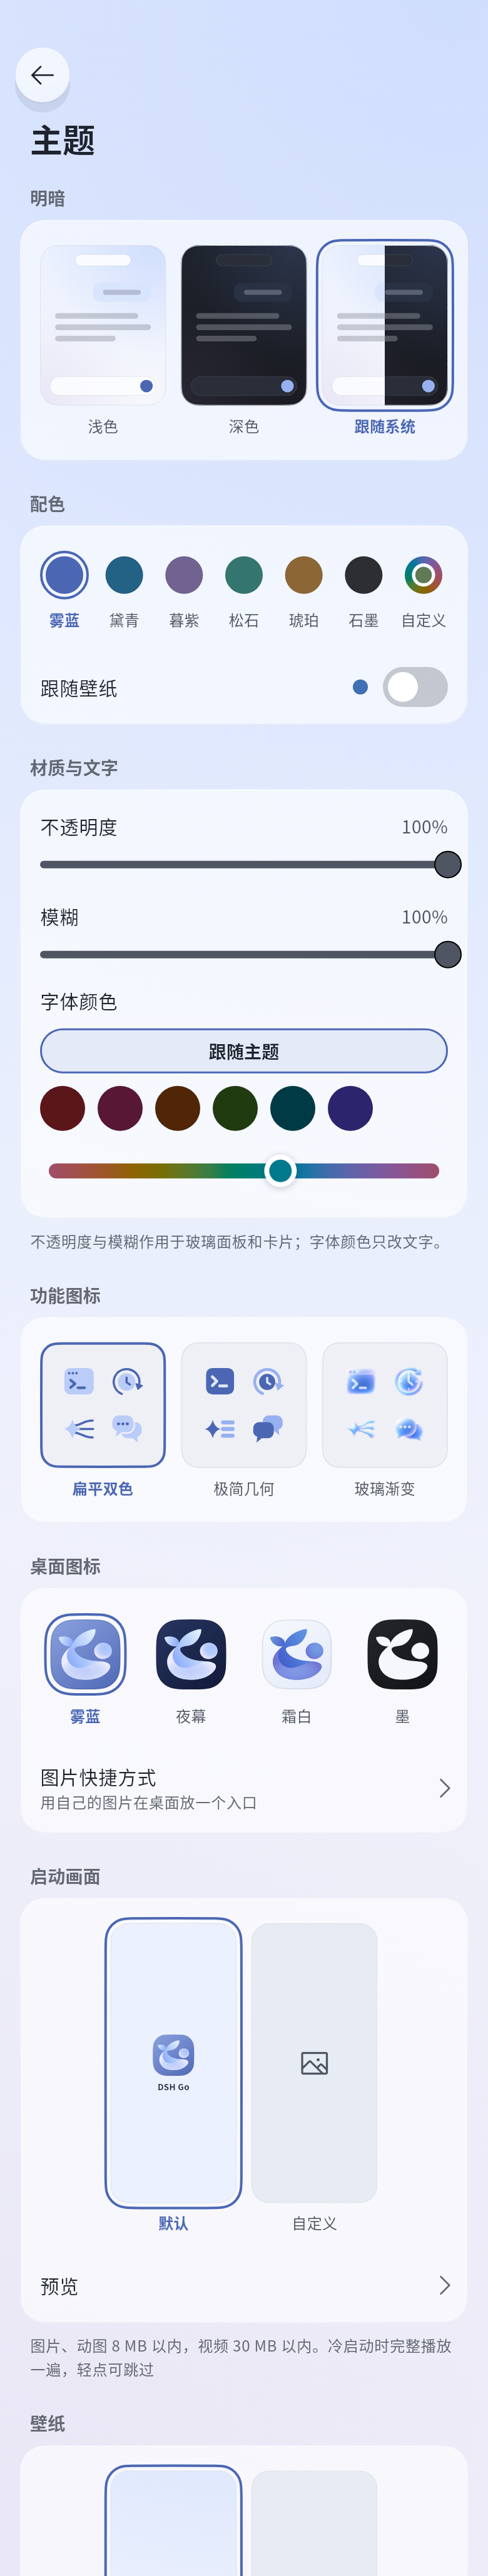 主题
明暗
浅色
深色
跟随系统
配色
雾蓝
黛青
暮紫
松石
琥珀
石墨
自定义
跟随壁纸
材质与文字
不透明度
100%
模糊
100%
字体颜色
跟随主题
不透明度与模糊作用于玻璃面板和卡片；字体颜色只改文字。
功能图标
扁平双色
极简几何
玻璃渐变
桌面图标
雾蓝
夜幕
霜白
墨
图片快捷方式
用自己的图片在桌面放一个入口
启动画面
DSH Go
默认
自定义
预览
图片、动图 8 MB 以内，视频 30 MB 以内。冷启动时完整播放
一遍，轻点可跳过
壁纸